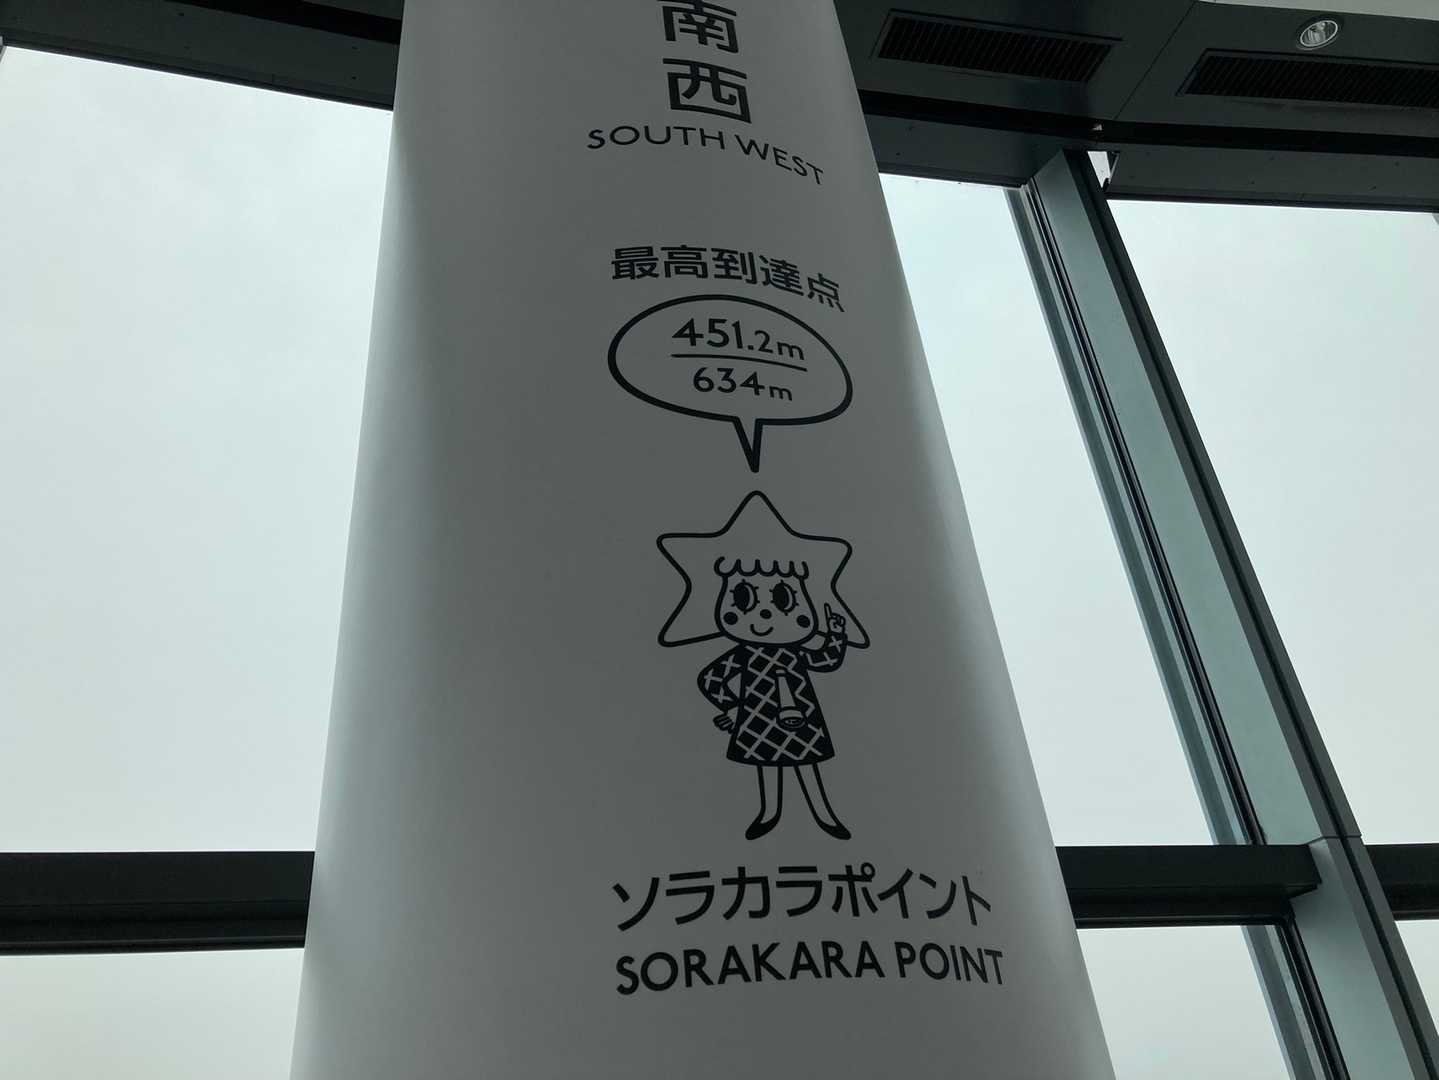 南
西
SOUTH WEST
最高到達点
451.2m
634m
ソラカラポイント
SORAKARA POINT